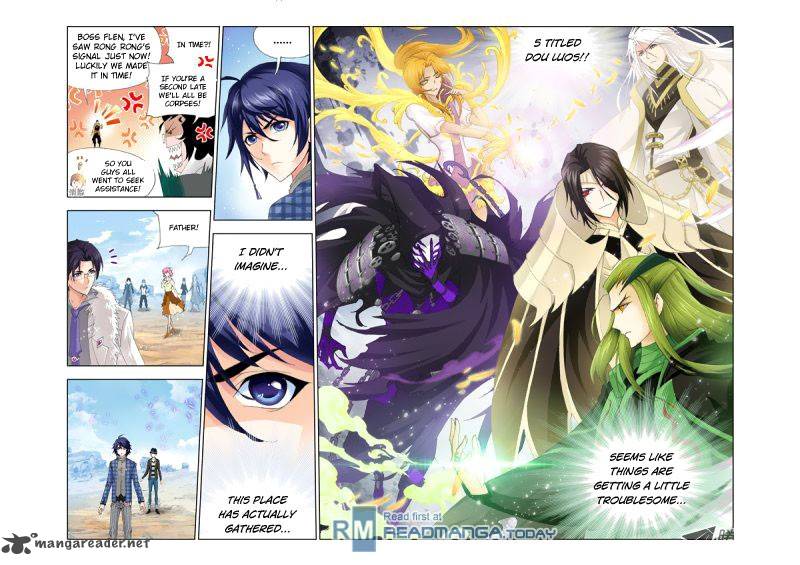 BOSS FLEN, I'VE
SAW RONG RONG'S
SIGNAL JUST NOW!
LUCKILY WE MADE
IT IN TIME!
IN TIME?!
IF YOU'RE A
SECOND LATE
WE'LL ALL BE
CORPSES!
SO YOU
GUYS ALL
WENT TO SEEK
ASSISTANCE!
......
FATHER!
I DIDN'T
IMAGINE...
THIS PLACE
HAS ACTUALLY
GATHERED...
5 TITLED
DOU LUOS!!
SEEMS LIKE
THINGS ARE
GETTING A LITTLE
TROUBLESOME...
RM
Read first at
READMANGA.TODAY
mangareader.net